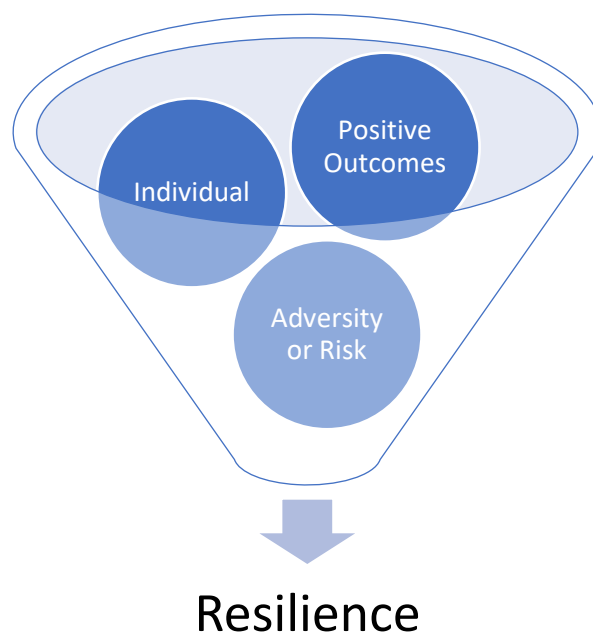 Positive
Outcomes
Individual
Adversity
or Risk
Resilience